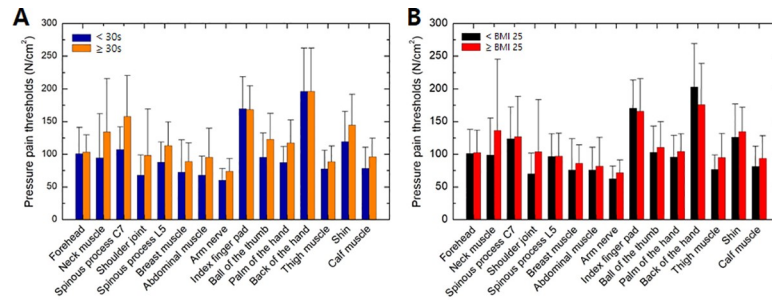 A
B
Pressure pain thresholds (N/cm²)
300
250
200
150
100
50
0
< 30s
≥ 30s
Forehead
Neck muscle
Spinous process C7
Shoulder joint
Spinous process L5
Breast muscle
Abdominal muscle
Arm nerve
Index finger pad
Ball of the thumb
Palm of the hand
Back of the hand
Thigh muscle
Shin
Calf muscle
Pressure pain thresholds (N/cm²)
300
250
200
150
100
50
0
< BMI 25
≥ BMI 25
Forehead
Neck muscle
Spinous process C7
Shoulder joint
Spinous process L5
Breast muscle
Abdominal muscle
Arm nerve
Index finger pad
Ball of the thumb
Palm of the hand
Back of the hand
Thigh muscle
Shin
Calf muscle